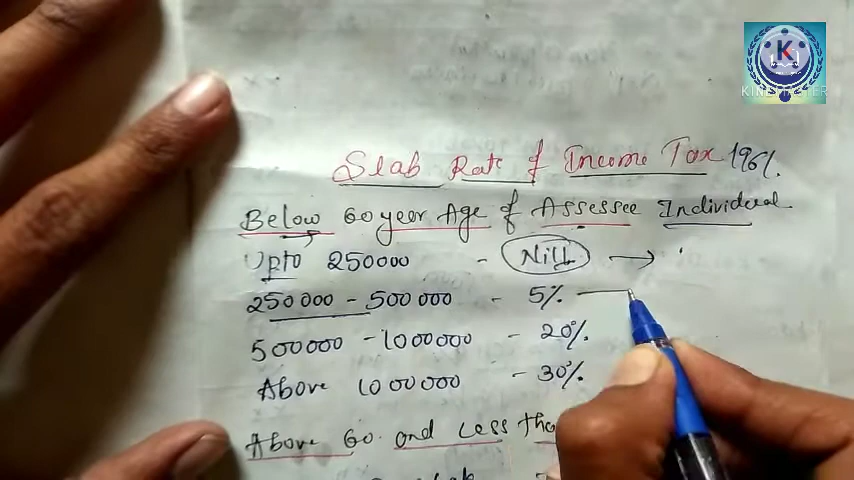 K
KINEMASTER
Slab Rate of Income Tax 1961.
Below 60 year Age of Assessee Individual
Upto 250000 - Nill →
250000 - 500000 - 5% —
500000 - 1000000 - 20%
Above 1000000 - 30%
Above 60 and Less